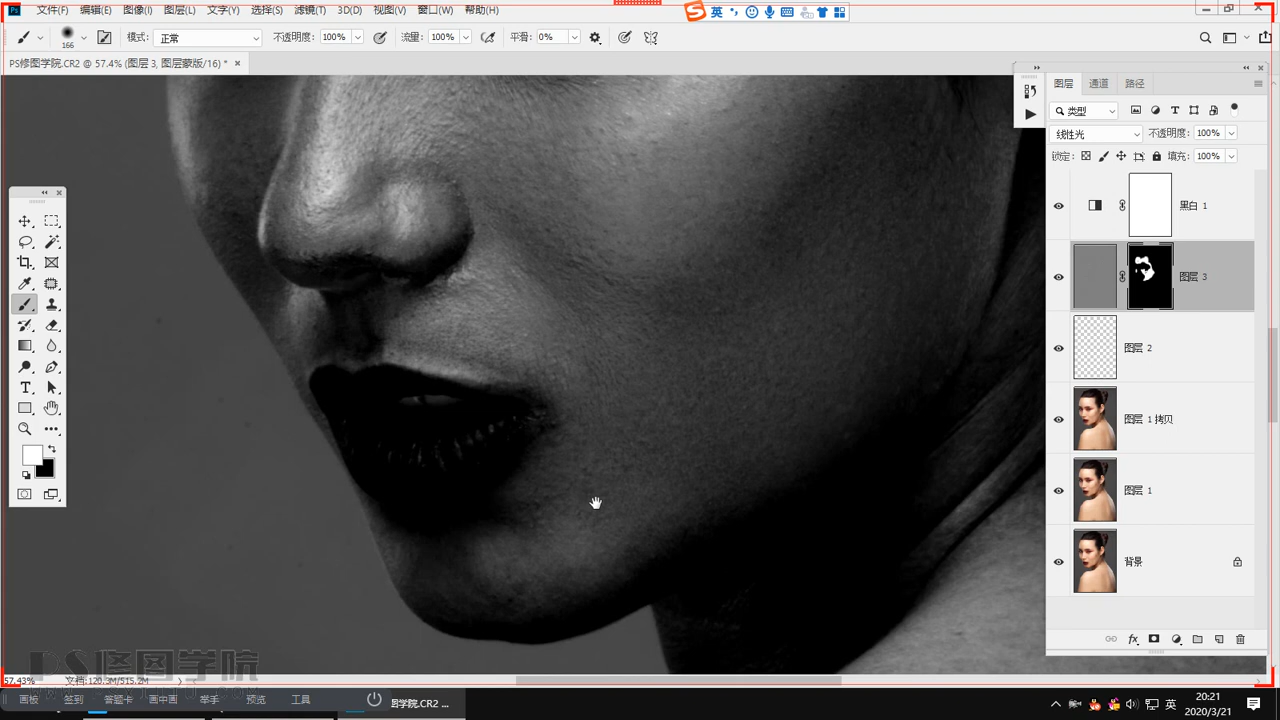 文件(F) 编辑(E) 图像(I) 图层(L) 文字(Y) 选择(S) 滤镜(T) 3D(D) 视图(V) 窗口(W) 帮助(H)
英
166 模式: 正常 不透明度: 100% 流量: 100% 平滑: 0%
PS修图学院.CR2 @ 57.4% (图层 3, 图层蒙版/16) *
图层 通道 路径
类型
线性光 不透明度: 100%
锁定: 填充: 100%
黑白 1
图层 3
图层 2
图层 1 拷贝
图层 1
背景
PS修图学院
57.43% 文档:120.3M/515.2M
画板 签到 答题卡 画中画 举手 预览 工具
图学院.CR2 ...
英
20:21
2020/3/21